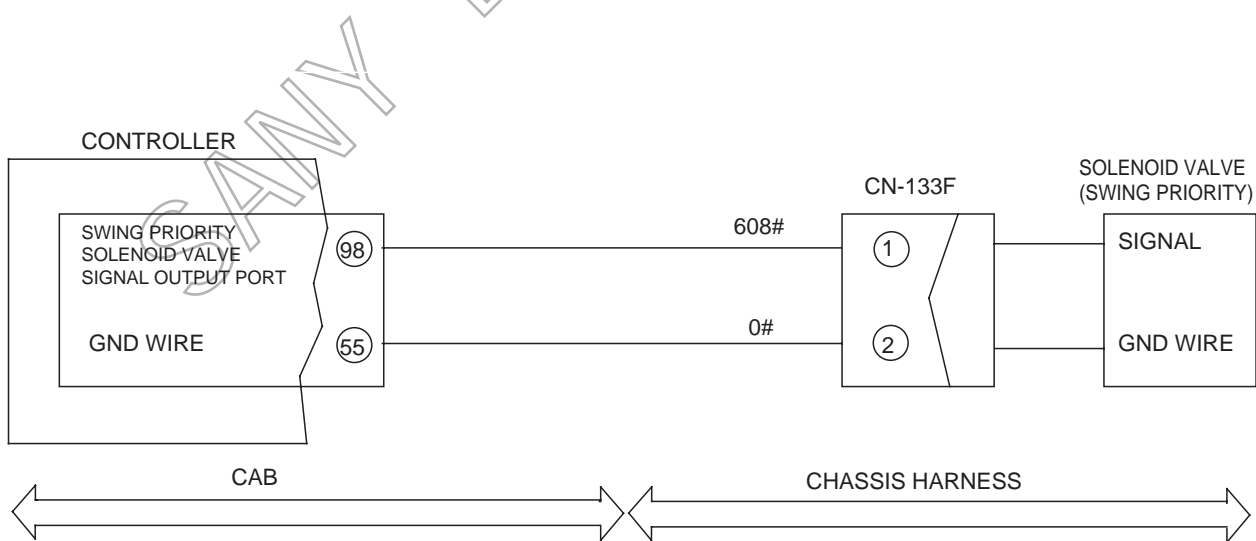 SANY
CONTROLLER
SWING PRIORITY
SOLENOID VALVE
SIGNAL OUTPUT PORT
98
GND WIRE
55
608#
0#
CN-133F
1
2
SOLENOID VALVE
(SWING PRIORITY)
SIGNAL
GND WIRE
CAB
CHASSIS HARNESS